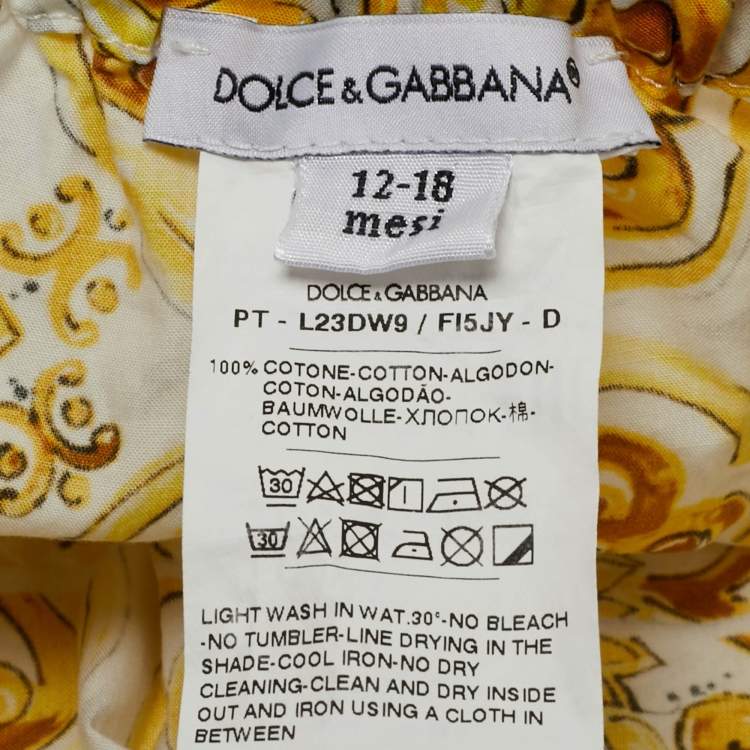 DOLCE&GABBANA®
12-18
mesi
DOLCE&GABBANA
PT - L23DW9 / FI5JY - D
100% COTONE-COTTON-ALGODON-
COTON-ALGODÃO-
BAUMWOLLE-ХЛОПОК-棉-
COTTON
30
30
LIGHT WASH IN WAT.30°-NO BLEACH
-NO TUMBLER-LINE DRYING IN THE
SHADE-COOL IRON-NO DRY
CLEANING-CLEAN AND DRY INSIDE
OUT AND IRON USING A CLOTH IN
BETWEEN